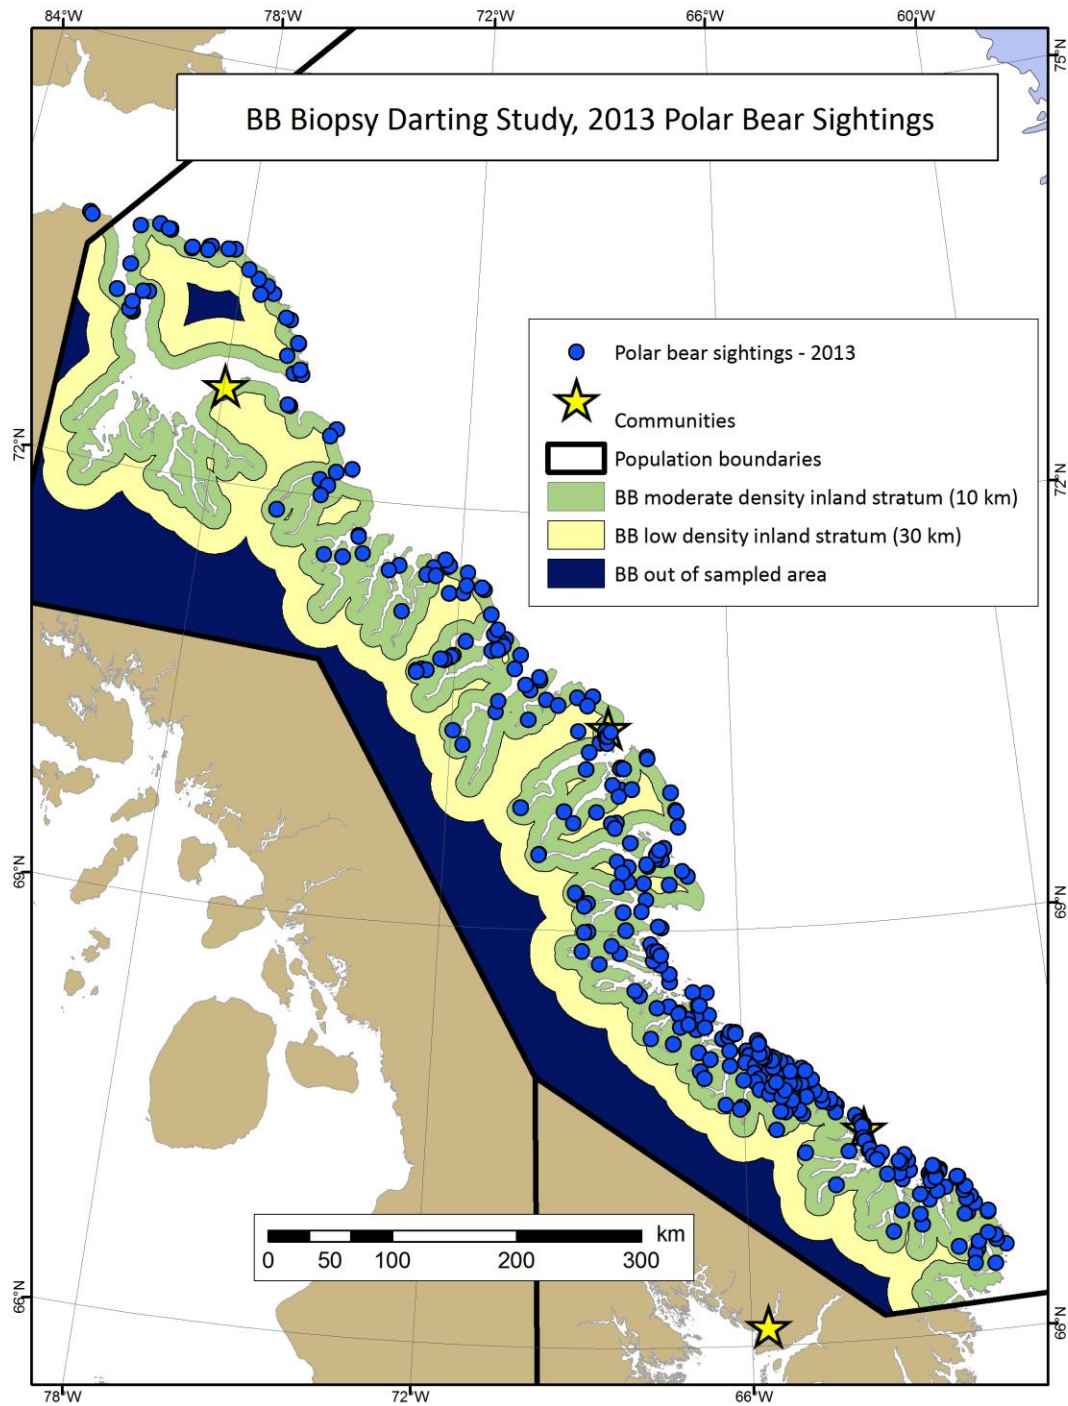 84°W 78°W 72°W 66°W 60°W
75°N
BB Biopsy Darting Study, 2013 Polar Bear Sightings
Polar bear sightings - 2013
Communities
Population boundaries
BB moderate density inland stratum (10 km)
BB low density inland stratum (30 km)
BB out of sampled area
72°N 72°N
69°N 69°N
km
0 50 100 200 300
66°N 66°N
78°W 72°W 66°W